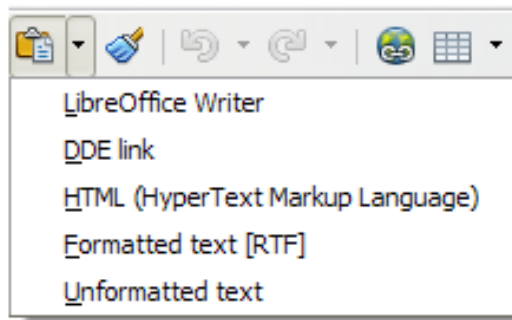 LibreOffice Writer
DDE link
HTML (HyperText Markup Language)
Formatted text [RTF]
Unformatted text